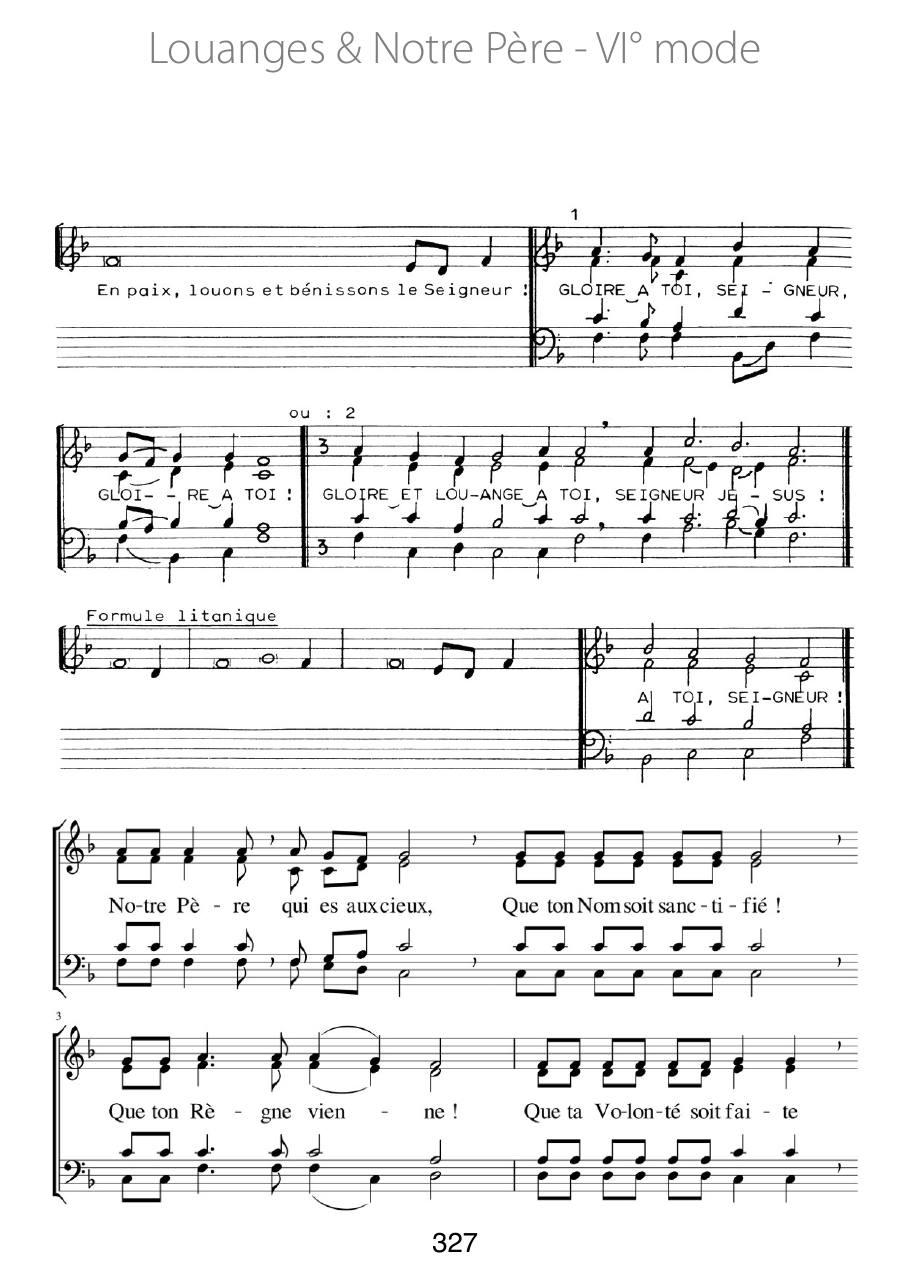 Louanges & Notre Père - VI° mode
1
En paix, louons et bénissons le Seigneur ! GLOIRE A TOI, SEI - GNEUR,
ou : 2
3
GLOI - - RE A TOI ! GLOIRE ET LOU-ANGE A TOI, SEIGNEUR JE - SUS !
3
Formule litanique
A TOI, SEI-GNEUR !
No-tre Pè - re qui es aux cieux, Que ton Nom soit sanc - ti - fié !
3
Que ton Rè - gne vien - ne ! Que ta Vo-lon-té soit fai - te
327